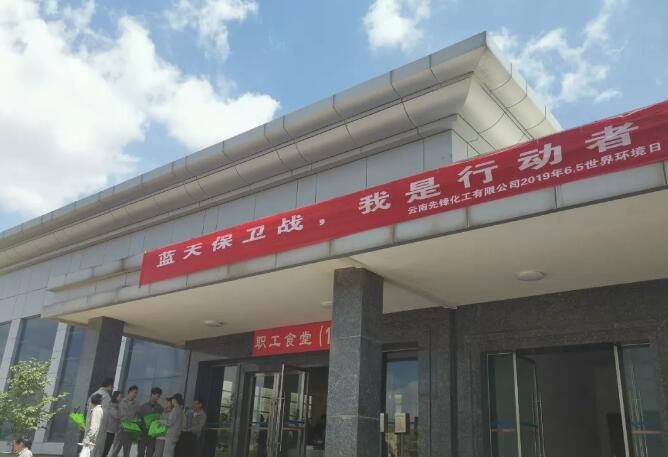 蓝天保卫战，我是行动者
云南先锋化工有限公司2019年6.5世界环境日
职工食堂(1